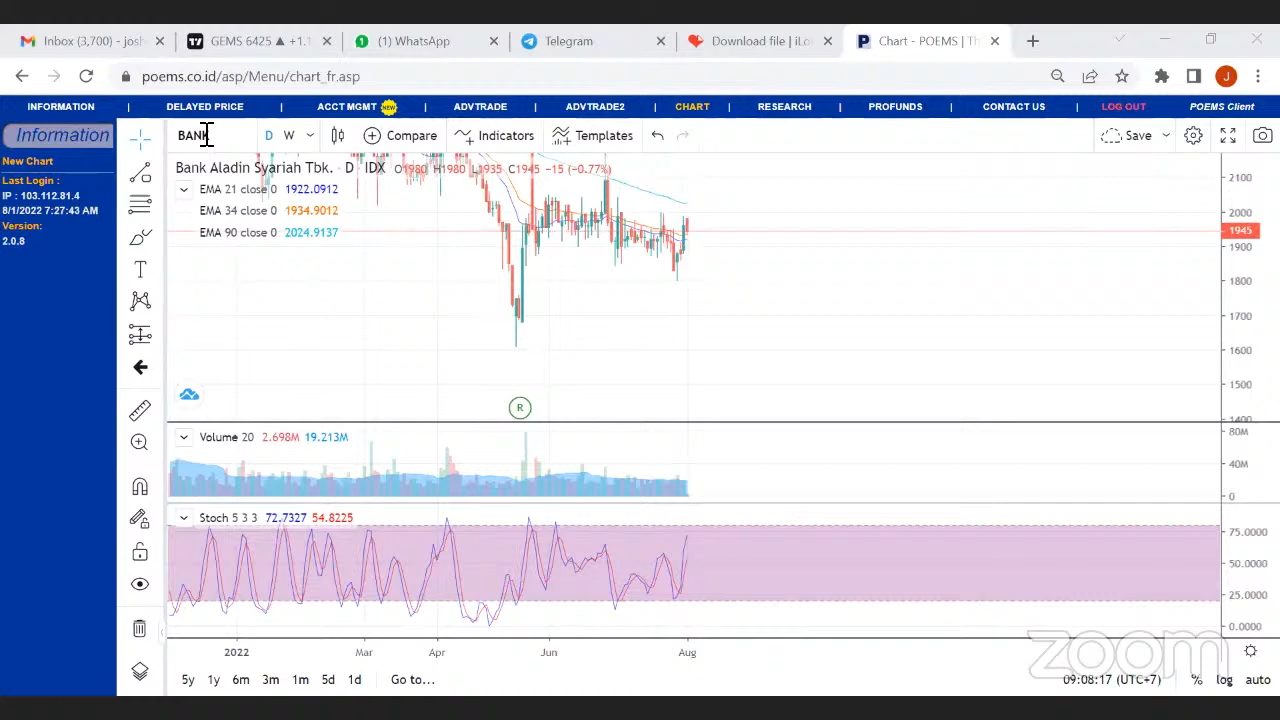 Inbox (3,700) - josh
GEMS 6425 ▲ +1.1
(1) WhatsApp
Telegram
Download file | iLo
Chart - POEMS | Th
poems.co.id/asp/Menu/chart_fr.asp
J
INFORMATION | DELAYED PRICE | ACCT MGMT NEW | ADVTRADE | ADVTRADE2 | CHART | RESEARCH | PROFUNDS | CONTACT US | LOG OUT POEMS Client
Information
New Chart
Last Login :
IP : 103.112.81.4
8/1/2022 7:27:43 AM
Version:
2.0.8
BANK D W Compare Indicators Templates Save
Bank Aladin Syariah Tbk. · D · IDX O1980 H1980 L1935 C1945 −15 (−0.77%)
EMA 21 close 0 1922.0912
EMA 34 close 0 1934.9012
EMA 90 close 0 2024.9137
2100
2000
1945
1900
1800
1700
1600
1500
1400
R
Volume 20 2.698M 19.213M
80M
40M
0
Stoch 5 3 3 72.7327 54.8225
75.0000
50.0000
25.0000
0.0000
2022 Mar Apr Jun Aug
5y 1y 6m 3m 1m 5d 1d Go to...
09:08:17 (UTC+7) % log auto
zoom